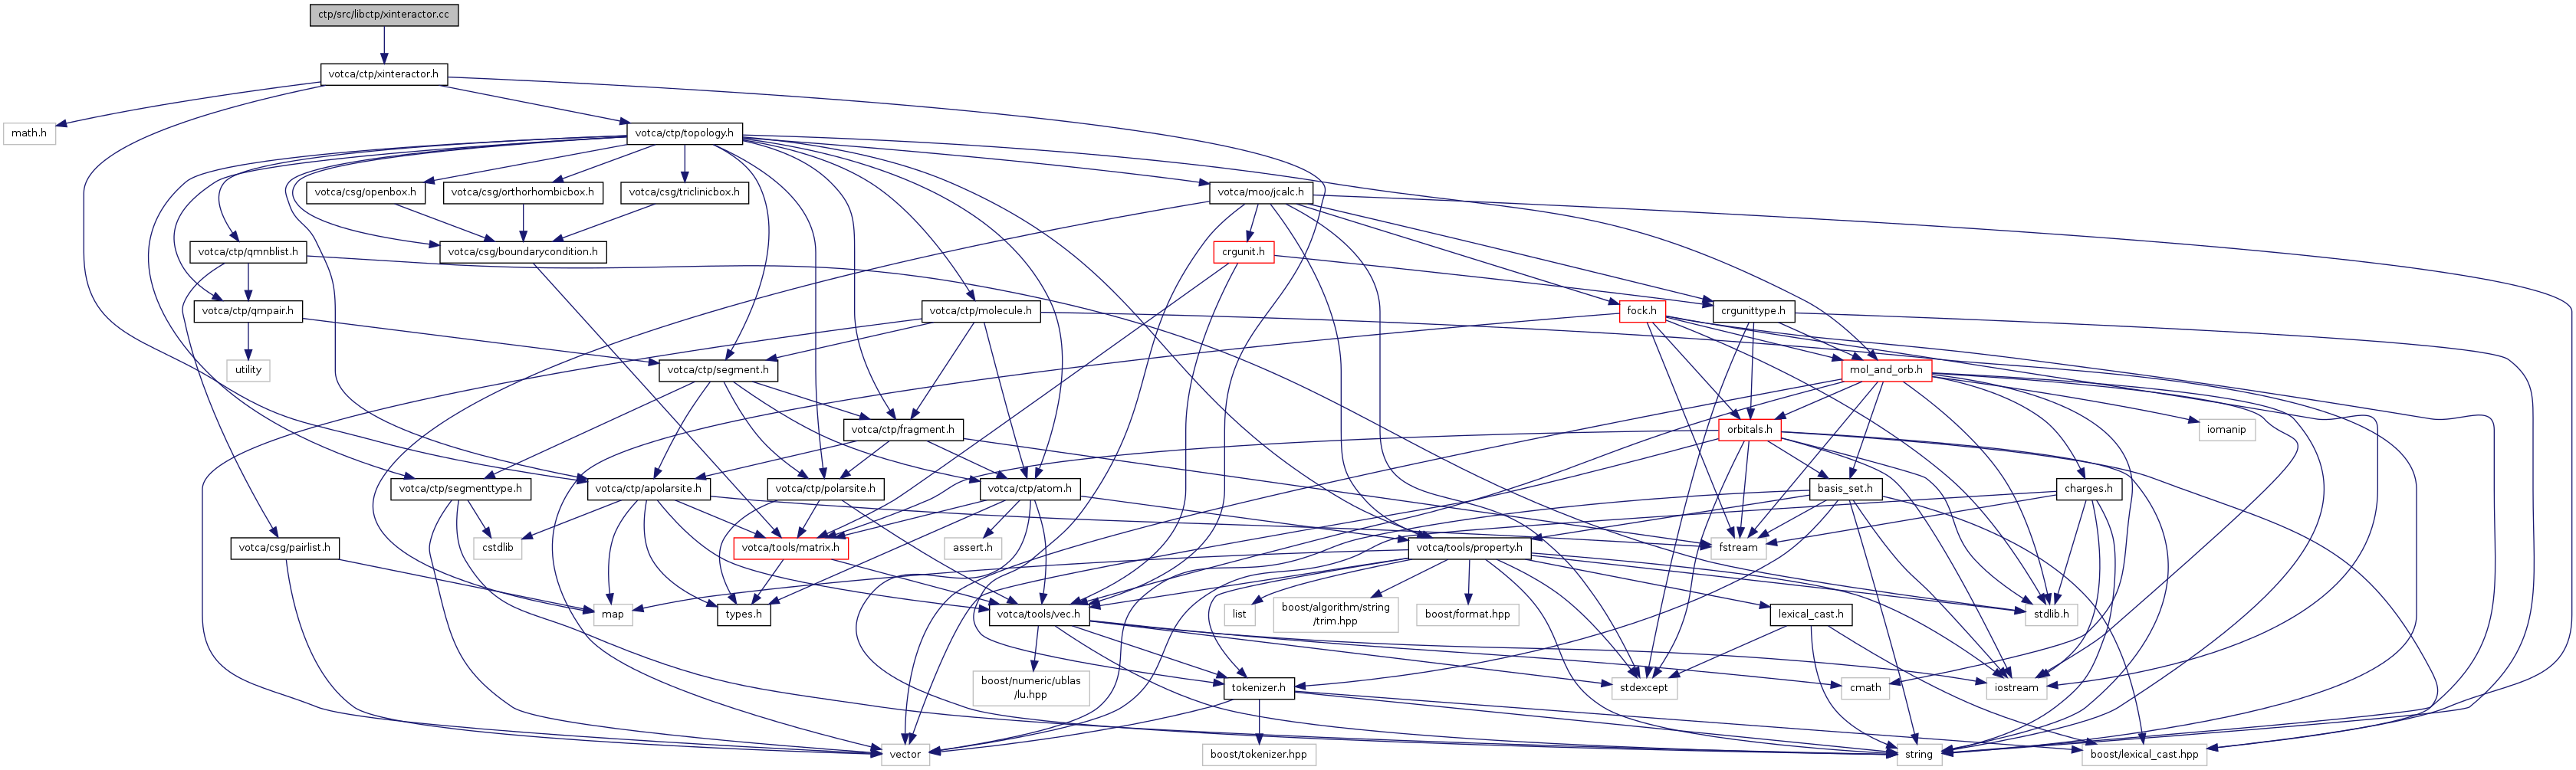 ctp/src/libctp/xinteractor.cc
votca/ctp/xinteractor.h
math.h
votca/ctp/topology.h
votca/csg/openbox.h
votca/csg/orthorhombicbox.h
votca/csg/triclinicbox.h
votca/moo/jcalc.h
votca/ctp/qmnblist.h
votca/csg/boundarycondition.h
crgunit.h
votca/ctp/qmpair.h
votca/ctp/molecule.h
fock.h
crgunittype.h
utility
votca/ctp/segment.h
mol_and_orb.h
votca/ctp/fragment.h
orbitals.h
iomanip
votca/ctp/segmenttype.h
votca/ctp/apolarsite.h
votca/ctp/polarsite.h
votca/ctp/atom.h
basis_set.h
charges.h
votca/csg/pairlist.h
cstdlib
votca/tools/matrix.h
assert.h
votca/tools/property.h
fstream
map
types.h
votca/tools/vec.h
list
boost/algorithm/string
/trim.hpp
boost/format.hpp
lexical_cast.h
stdlib.h
boost/numeric/ublas
/lu.hpp
tokenizer.h
stdexcept
cmath
iostream
vector
boost/tokenizer.hpp
string
boost/lexical_cast.hpp